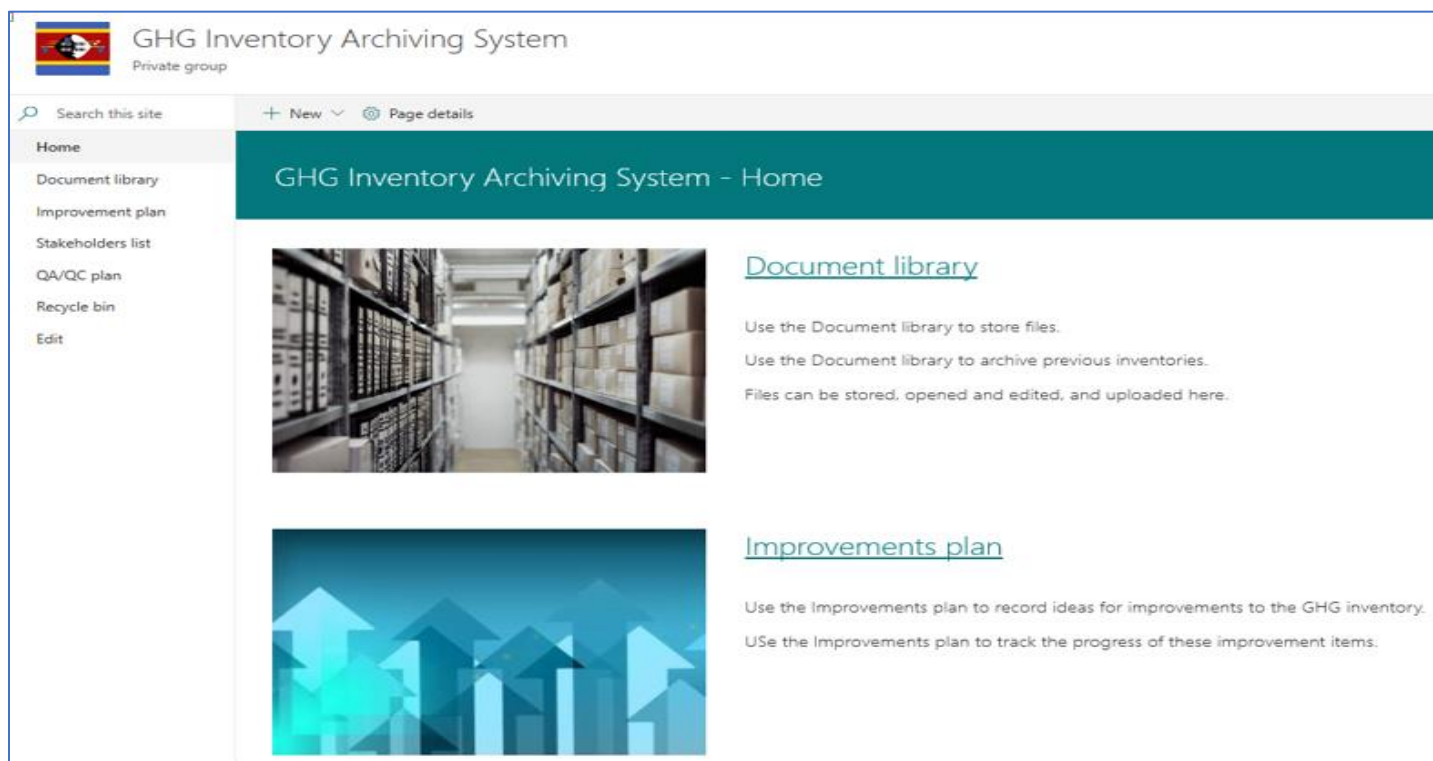 GHG Inventory Archiving System
Private group
Search this site
+ New
Page details
Home
Document library
Improvement plan
Stakeholders list
QA/QC plan
Recycle bin
Edit
GHG Inventory Archiving System - Home
Document library
Use the Document library to store files.
Use the Document library to archive previous inventories.
Files can be stored, opened and edited, and uploaded here.
Improvements plan
Use the Improvements plan to record ideas for improvements to the GHG inventory.
USe the Improvements plan to track the progress of these improvement items.